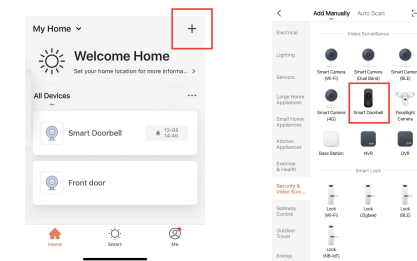 My Home
Welcome Home
Set your home location for more informa...
All Devices
Smart Doorbell
12-05
14:40
Front door
Home
Smart
Me
Add Manually
Auto Scan
Electrical
Lighting
Sensors
Large Home
Appliances
Small Home
Appliances
Kitchen
Appliances
Exercise
& Health
Security &
Video Surv...
Gateway
Control
Outdoor
Travel
Energy
Video Surveillance
Smart Camera
(Wi-Fi)
Smart Camera
(Dual Band)
Smart Camera
(BLE)
Smart Camera
(4G)
Smart Doorbell
Floodlight
Camera
Base Station
NVR
DVR
Smart Lock
Lock
(Wi-Fi)
Lock
(Zigbee)
Lock
(BLE)
Lock
(NB-IoT)